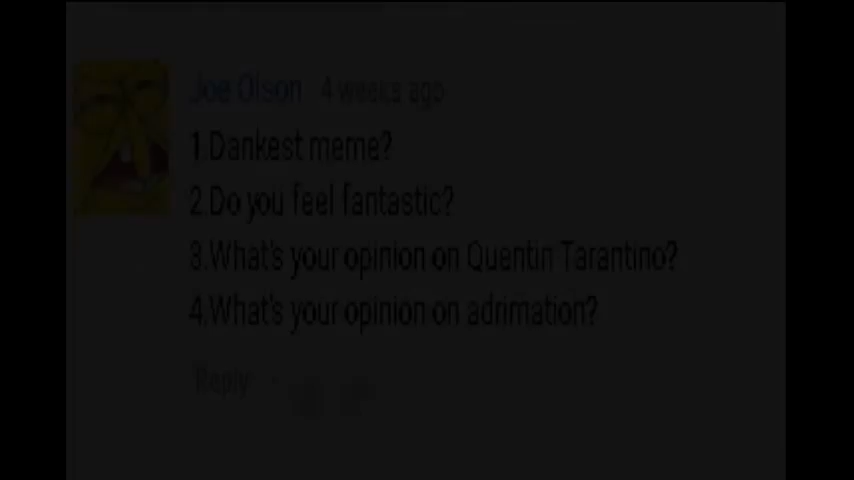 Joe Olson 4 weeks ago
1.Dankest meme?
2.Do you feel fantastic?
3.What's your opinion on Quentin Tarantino?
4.What's your opinion on adrimation?
Reply